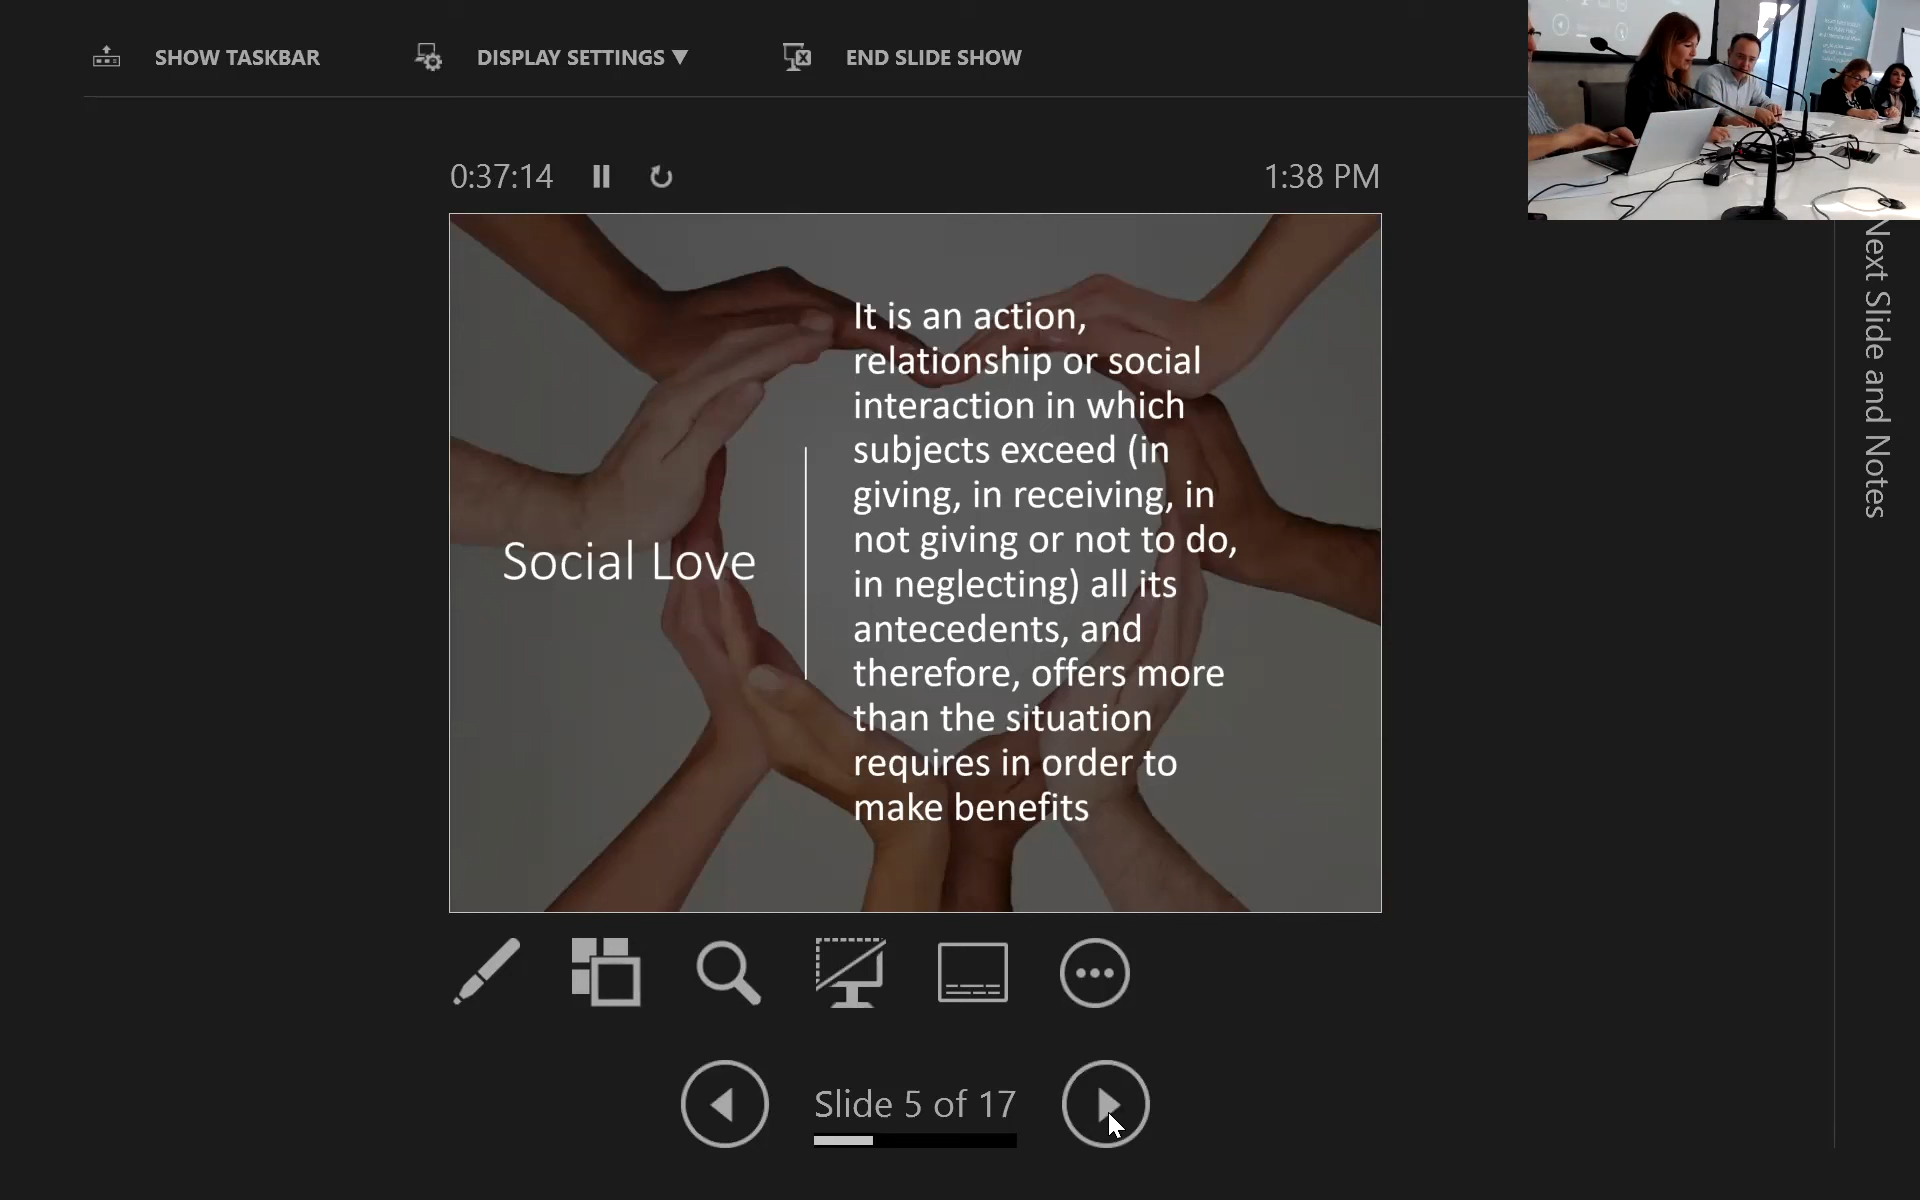 SHOW TASKBAR
DISPLAY SETTINGS ▼
END SLIDE SHOW
0:37:14
1:38 PM
Social Love
It is an action,
relationship or social
interaction in which
subjects exceed (in
giving, in receiving, in
not giving or not to do,
in neglecting) all its
antecedents, and
therefore, offers more
than the situation
requires in order to
make benefits
Slide 5 of 17
Next Slide and Notes